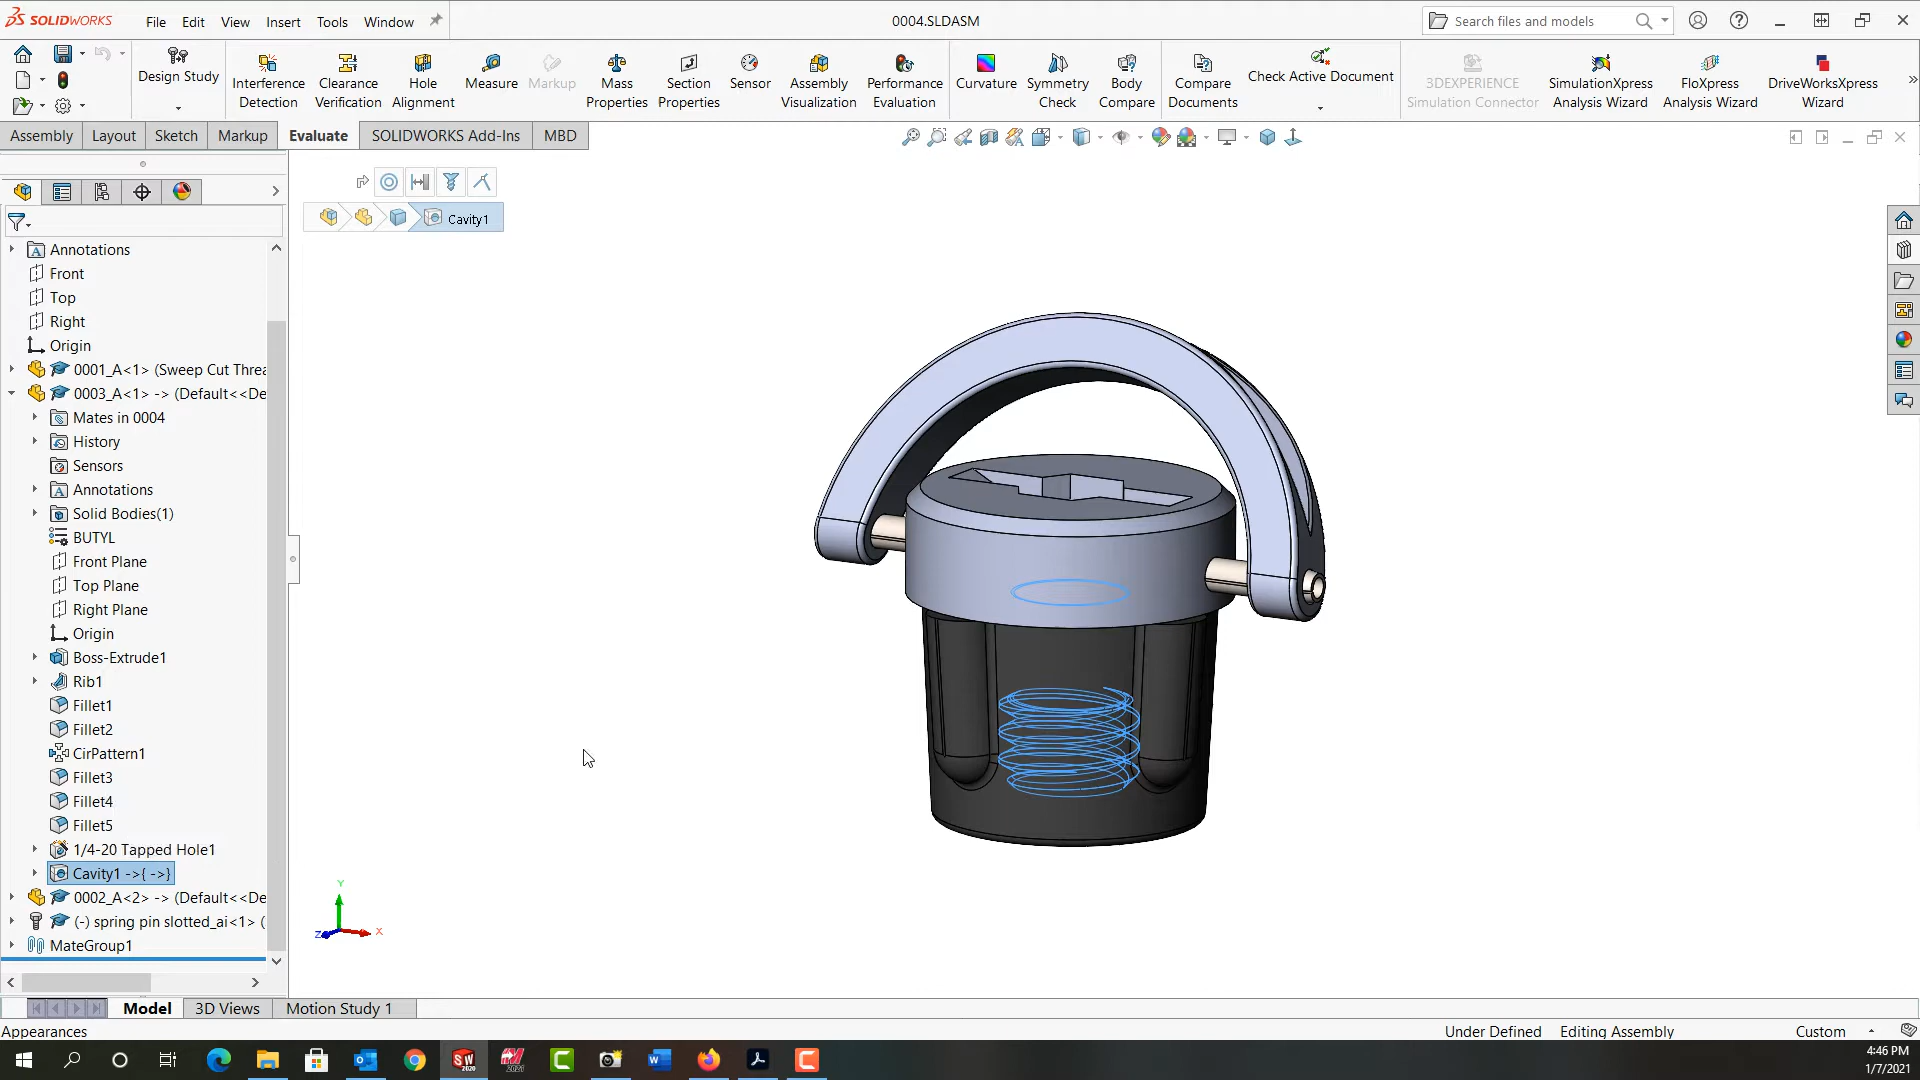 SOLIDWORKS File Edit View Insert Tools Window 0004.SLDASM Search files and models
Design Study
Interference Detection
Clearance Verification
Hole Alignment
Measure
Markup
Mass Properties
Section Properties
Sensor
Assembly Visualization
Performance Evaluation
Curvature
Symmetry Check
Body Compare
Compare Documents
Check Active Document
3DEXPERIENCE Simulation Connector
SimulationXpress Analysis Wizard
FloXpress Analysis Wizard
DriveWorksXpress Wizard
Assembly Layout Sketch Markup Evaluate SOLIDWORKS Add-Ins MBD
Cavity1
Annotations
Front
Top
Right
Origin
0001_A<1> (Sweep Cut Threa
0003_A<1> -> (Default<<De
Mates in 0004
History
Sensors
Annotations
Solid Bodies(1)
BUTYL
Front Plane
Top Plane
Right Plane
Origin
Boss-Extrude1
Rib1
Fillet1
Fillet2
CirPattern1
Fillet3
Fillet4
Fillet5
1/4-20 Tapped Hole1
Cavity1 ->{ ->}
0002_A<2> -> (Default<<De
(-) spring pin slotted_ai<1> (
MateGroup1
Y
Z
X
Model 3D Views Motion Study 1
Appearances Under Defined Editing Assembly Custom
4:46 PM
1/7/2021